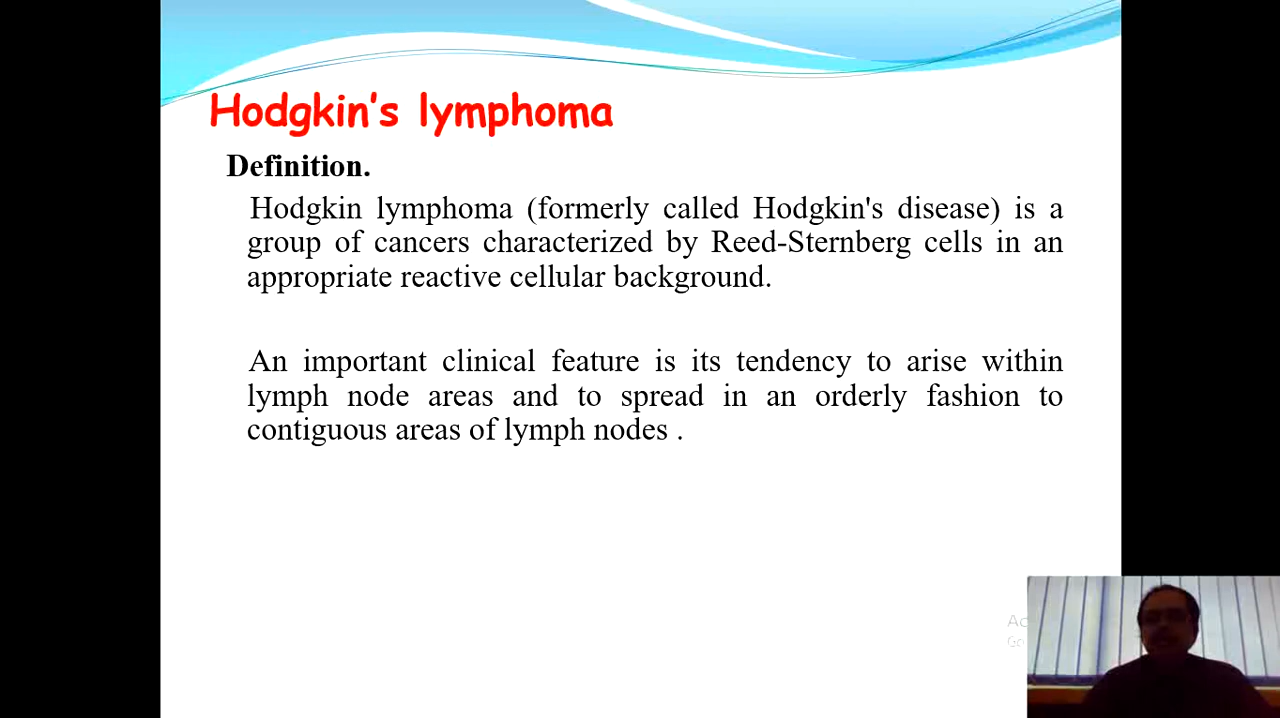 Hodgkin's lymphoma
Definition.
Hodgkin lymphoma (formerly called Hodgkin's disease) is a
group of cancers characterized by Reed-Sternberg cells in an
appropriate reactive cellular background.
An important clinical feature is its tendency to arise within
lymph node areas and to spread in an orderly fashion to
contiguous areas of lymph nodes .